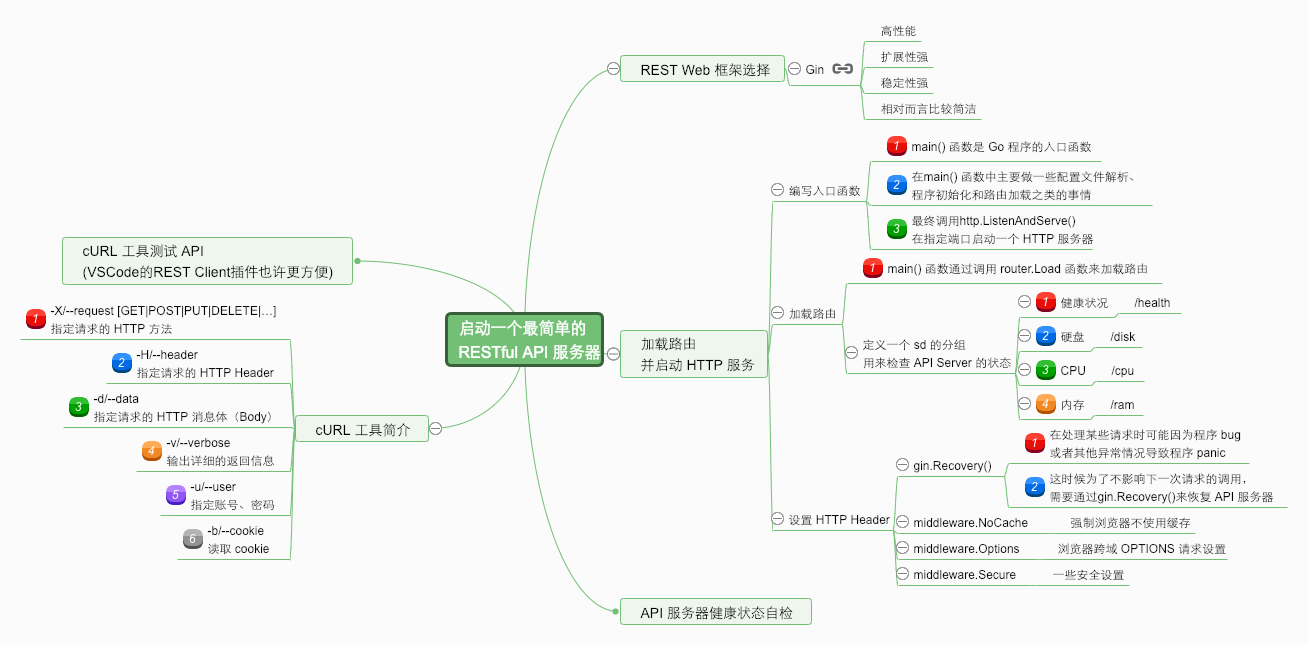 启动一个最简单的
RESTful API 服务器
REST Web 框架选择
Gin
高性能
扩展性强
稳定性强
相对而言比较简洁
加载路由
并启动 HTTP 服务
编写入口函数
1 main() 函数是 Go 程序的入口函数
2 在main() 函数中主要做一些配置文件解析、
程序初始化和路由加载之类的事情
3 最终调用http.ListenAndServe()
在指定端口启动一个 HTTP 服务器
加载路由
1 main() 函数通过调用 router.Load 函数来加载路由
定义一个 sd 的分组
用来检查 API Server 的状态
1 健康状况 /health
2 硬盘 /disk
3 CPU /cpu
4 内存 /ram
设置 HTTP Header
gin.Recovery()
1 在处理某些请求时可能因为程序 bug
或者其他异常情况导致程序 panic
2 这时候为了不影响下一次请求的调用，
需要通过gin.Recovery()来恢复 API 服务器
middleware.NoCache 强制浏览器不使用缓存
middleware.Options 浏览器跨域 OPTIONS 请求设置
middleware.Secure 一些安全设置
API 服务器健康状态自检
cURL 工具测试 API
(VSCode的REST Client插件也许更方便)
cURL 工具简介
1 -X/--request [GET|POST|PUT|DELETE|…]
指定请求的 HTTP 方法
2 -H/--header
指定请求的 HTTP Header
3 -d/--data
指定请求的 HTTP 消息体（Body）
4 -v/--verbose
输出详细的返回信息
5 -u/--user
指定账号、密码
6 -b/--cookie
读取 cookie